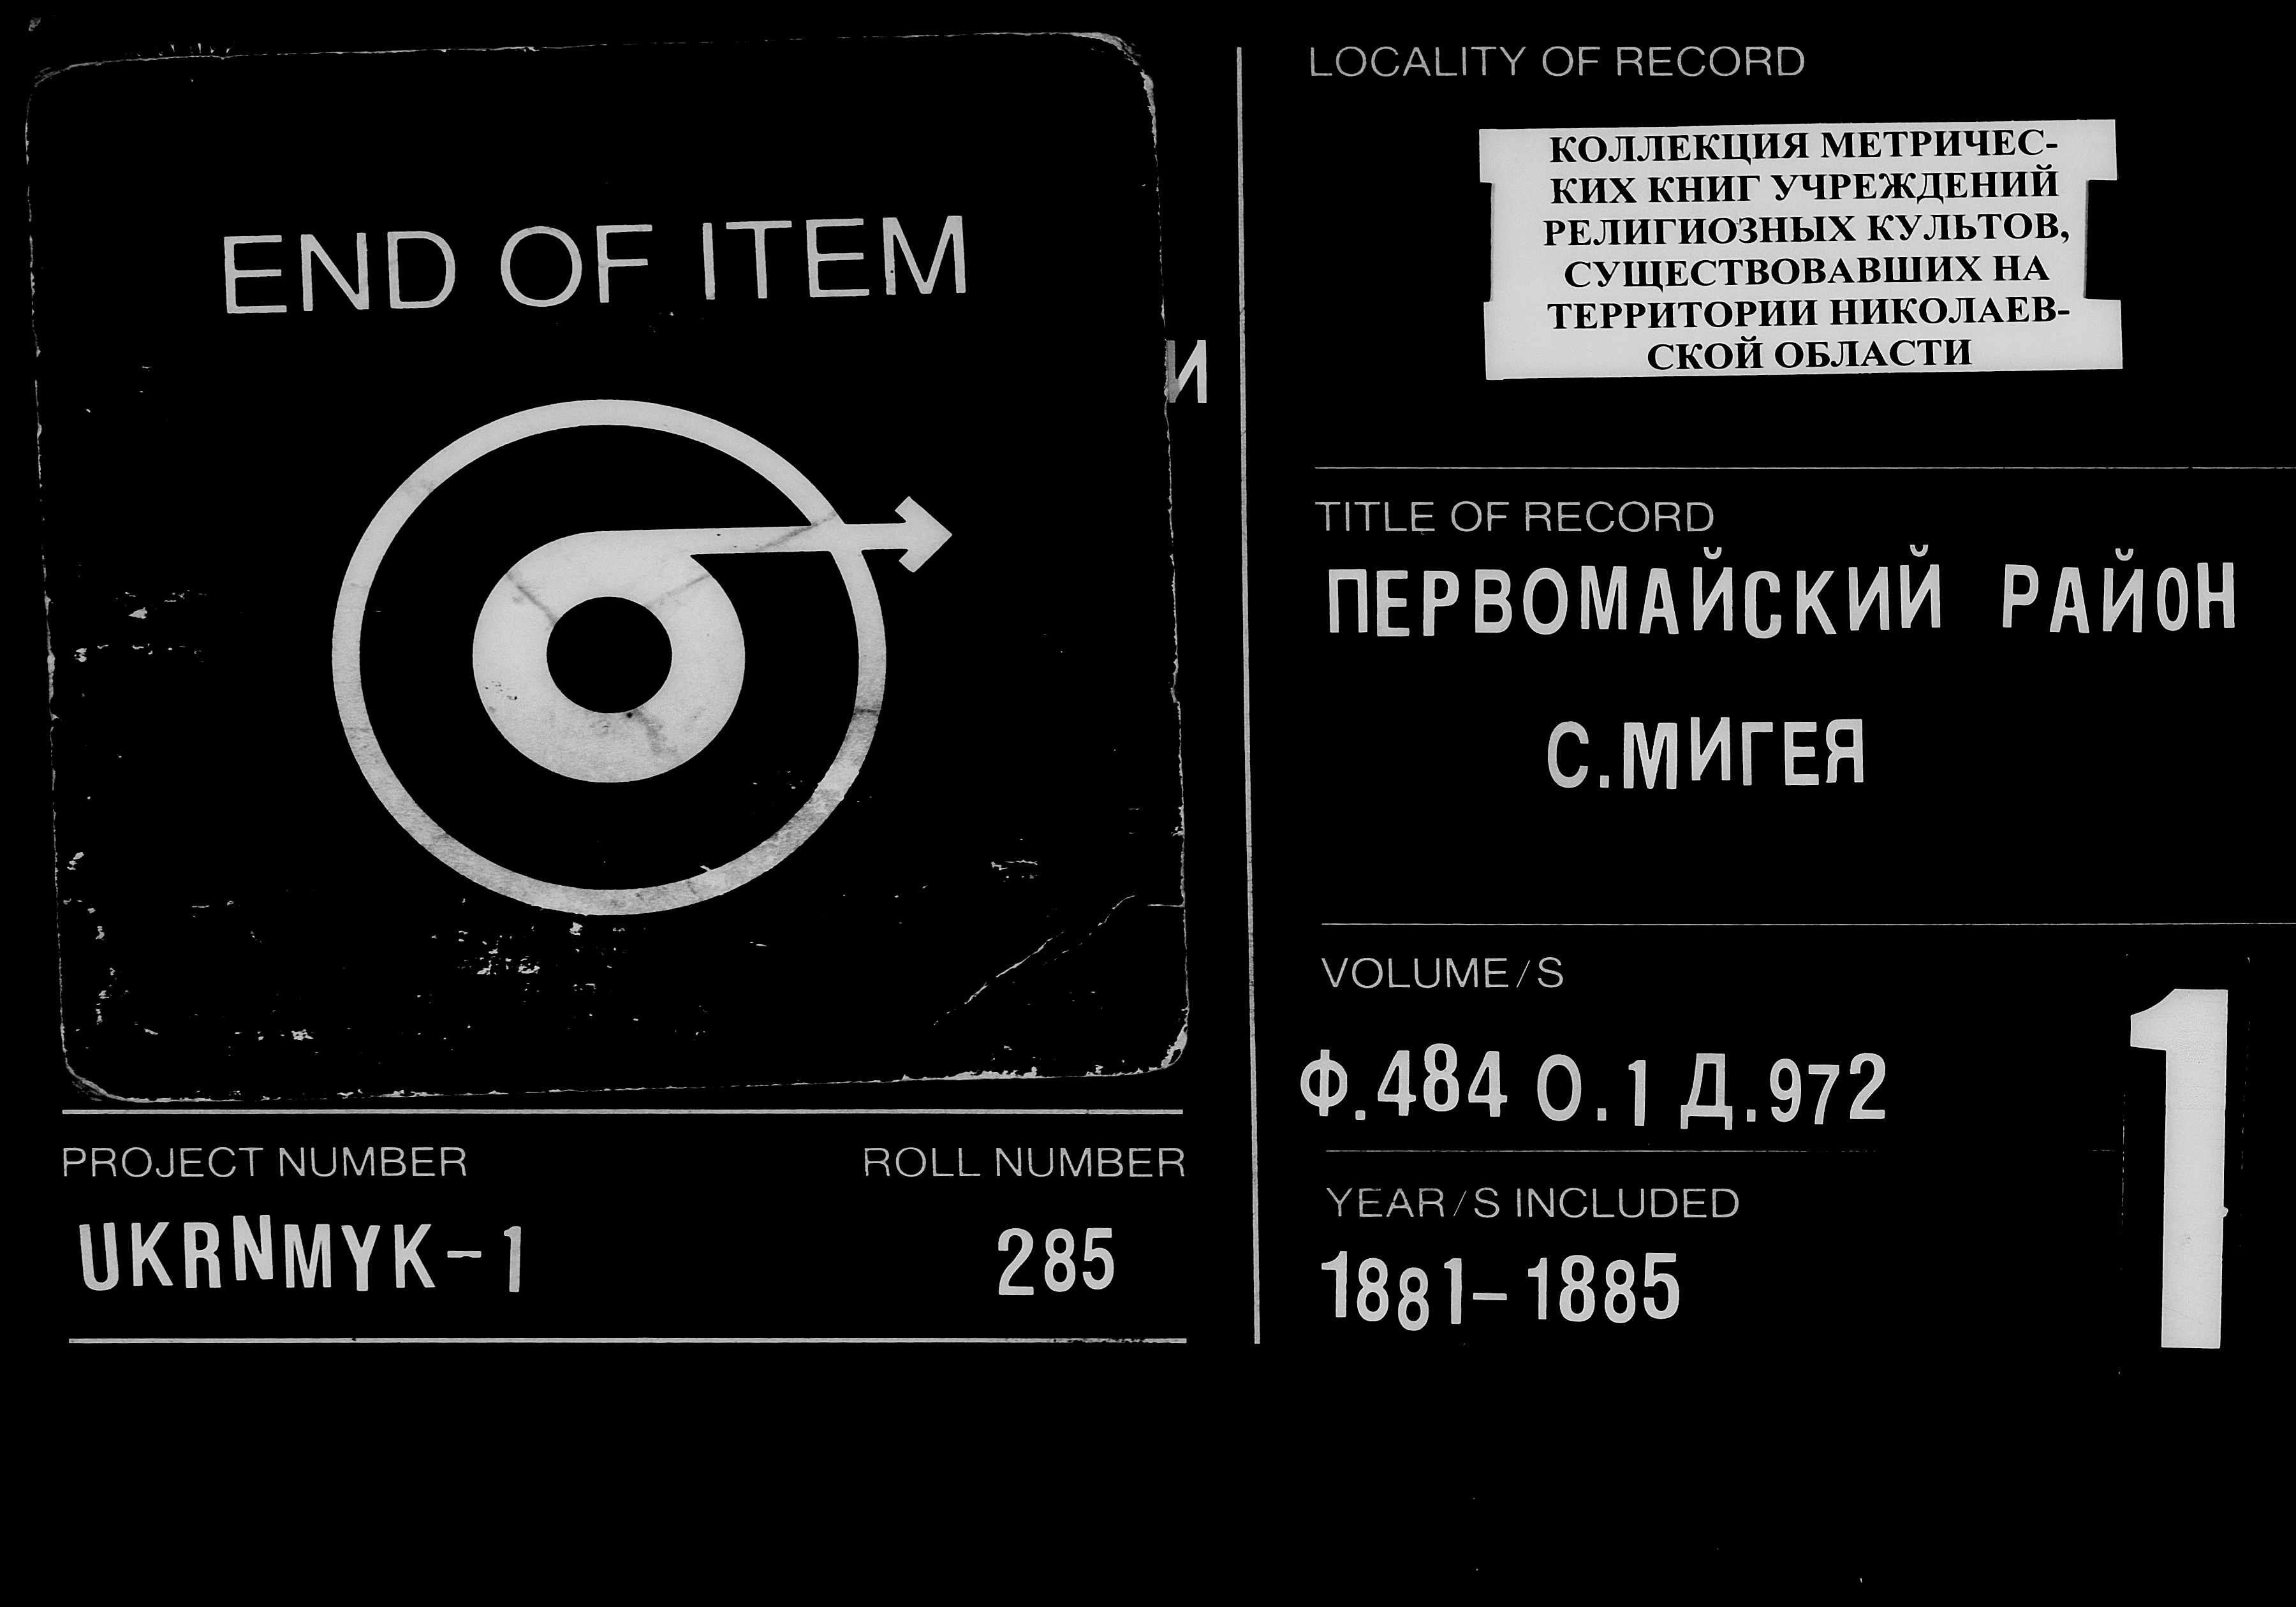 END OF ITEM
И
PROJECT NUMBER
ROLL NUMBER
UKRNMYK-1
285
LOCALITY OF RECORD
КОЛЛЕКЦИЯ МЕТРИЧЕС-
КИХ КНИГ УЧРЕЖДЕНИЙ
РЕЛИГИОЗНЫХ КУЛЬТОВ,
СУЩЕСТВОВАВШИХ НА
ТЕРРИТОРИИ НИКОЛАЕВ-
СКОЙ ОБЛАСТИ
TITLE OF RECORD
ПЕРВОМАЙСКИЙ РАЙОН
С.МИГЕЯ
VOLUME/S
Ф.484 О.1 Д.972
1
YEAR/S INCLUDED
1881-1885